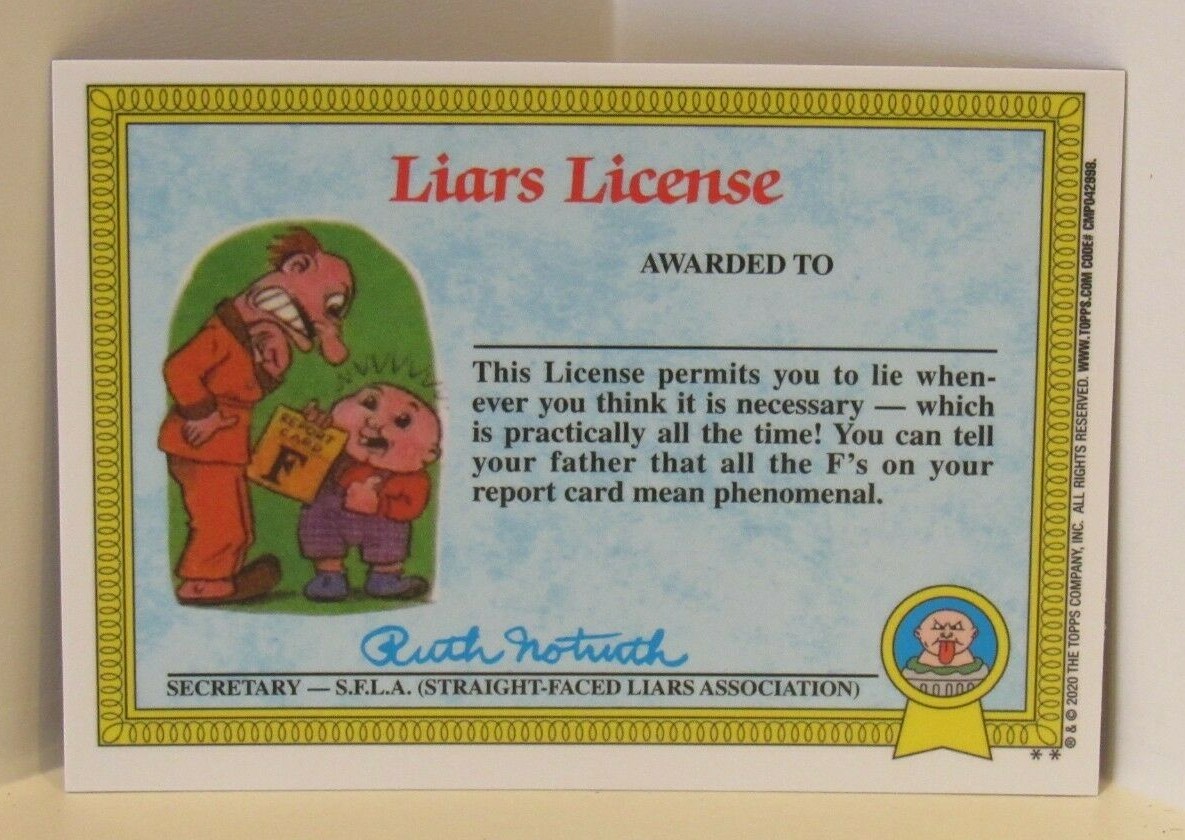 Liars License
AWARDED TO
REPORT
CARD
F
This License permits you to lie when-
ever you think it is necessary — which
is practically all the time! You can tell
your father that all the F's on your
report card mean phenomenal.
Ruth Notruth
SECRETARY — S.F.L.A. (STRAIGHT-FACED LIARS ASSOCIATION)
® & © 2020 THE TOPPS COMPANY, INC. ALL RIGHTS RESERVED. WWW.TOPPS.COM CODE# CMP042898.
**